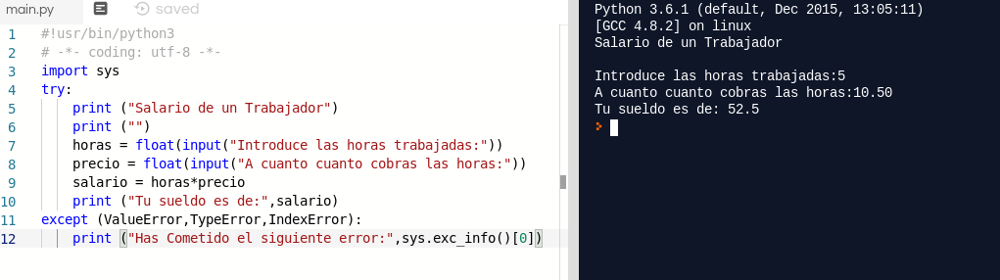 main.py saved
1 #!usr/bin/python3
2 # -*- coding: utf-8 -*-
3 import sys
4 try:
5     print ("Salario de un Trabajador")
6     print ("")
7     horas = float(input("Introduce las horas trabajadas:"))
8     precio = float(input("A cuanto cuanto cobras las horas:"))
9     salario = horas*precio
10     print ("Tu sueldo es de:",salario)
11 except (ValueError,TypeError,IndexError):
12     print ("Has Cometido el siguiente error:",sys.exc_info()[0])
Python 3.6.1 (default, Dec 2015, 13:05:11)
[GCC 4.8.2] on linux
Salario de un Trabajador
Introduce las horas trabajadas:5
A cuanto cuanto cobras las horas:10.50
Tu sueldo es de: 52.5